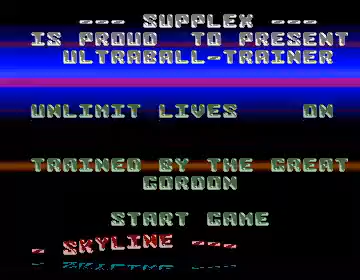 --- SUPPLEX ---
IS PROUD TO PRESENT
ULTRABALL-TRAINER
UNLIMIT LIVES ON
TRAINED BY THE GREAT
GORDON
START GAME
- SKYLINE ---